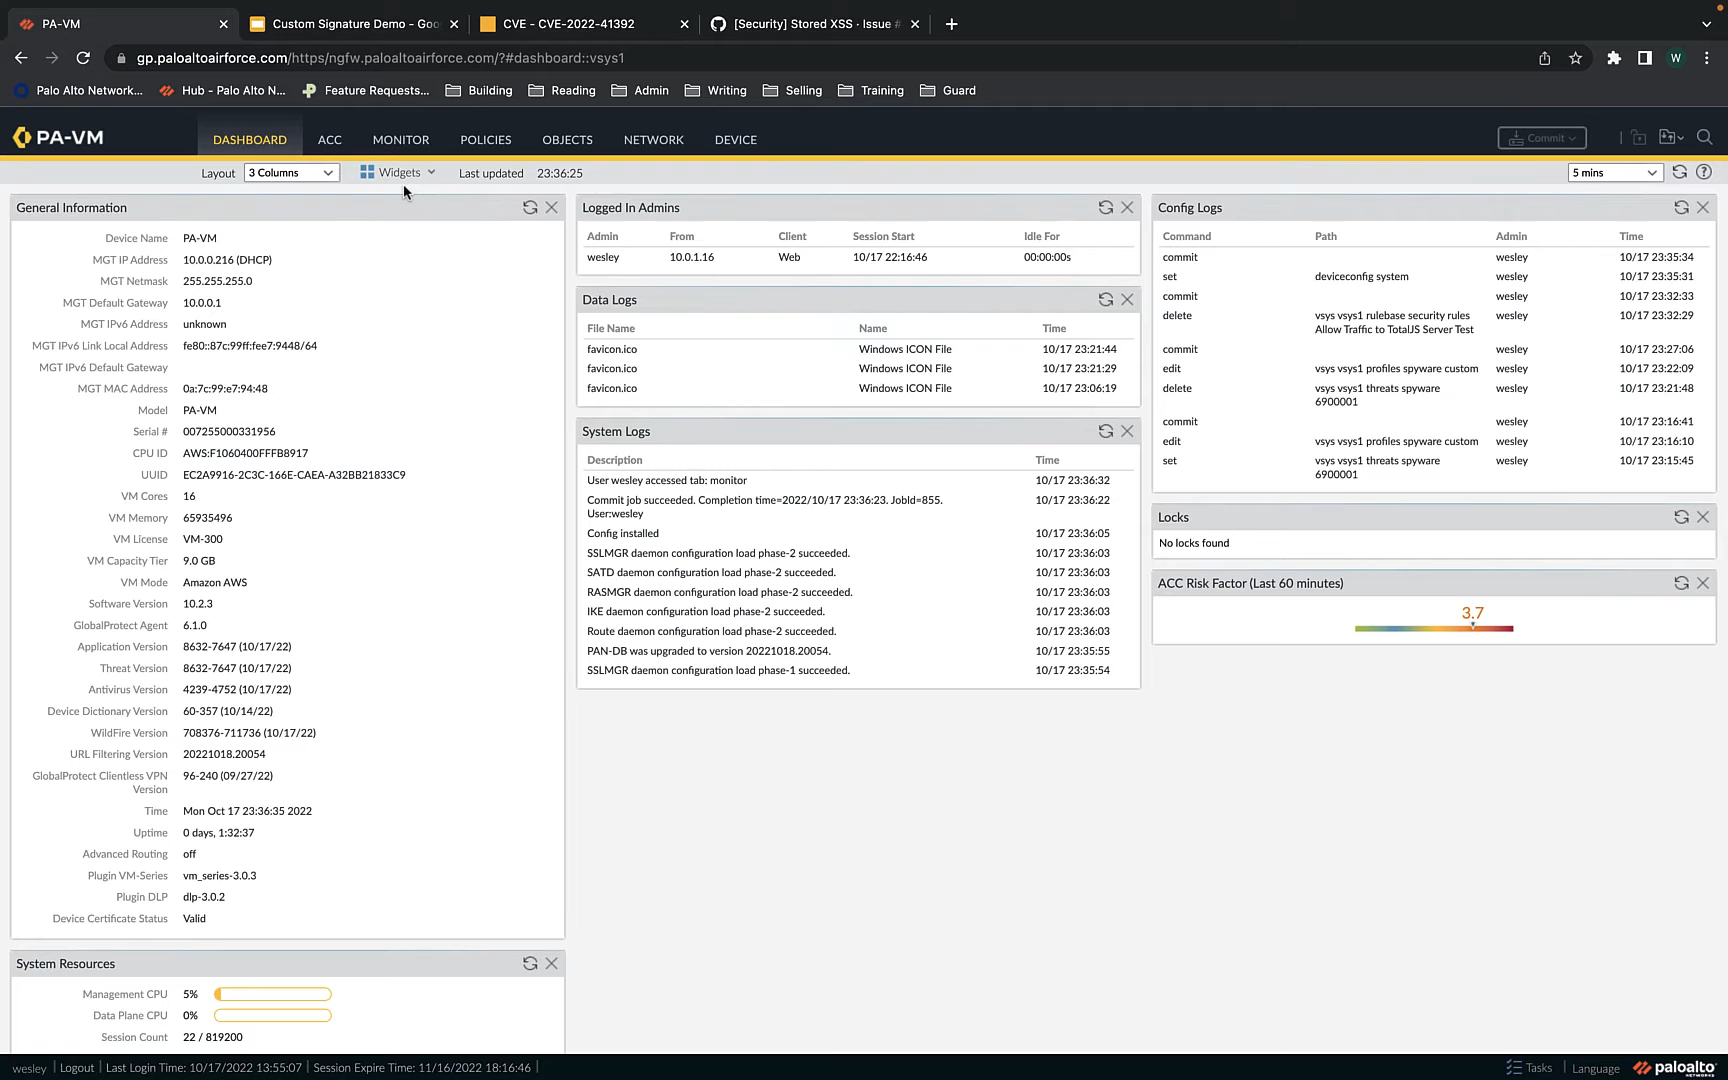 PA-VM
Custom Signature Demo - Goo
CVE - CVE-2022-41392
[Security] Stored XSS · Issue #
gp.paloaltoairforce.com/https/ngfw.paloaltoairforce.com/?#dashboard::vsys1
W
Palo Alto Network...
Hub - Palo Alto N...
Feature Requests...
Building
Reading
Admin
Writing
Selling
Training
Guard
PA-VM
DASHBOARD
ACC
MONITOR
POLICIES
OBJECTS
NETWORK
DEVICE
Commit
Layout
3 Columns
Widgets
Last updated 23:36:25
5 mins
General Information
Device Name PA-VM
MGT IP Address 10.0.0.216 (DHCP)
MGT Netmask 255.255.255.0
MGT Default Gateway 10.0.0.1
MGT IPv6 Address unknown
MGT IPv6 Link Local Address fe80::87c:99ff:fee7:9448/64
MGT IPv6 Default Gateway
MGT MAC Address 0a:7c:99:e7:94:48
Model PA-VM
Serial # 007255000331956
CPU ID AWS:F1060400FFFB8917
UUID EC2A9916-2C3C-166E-CAEA-A32BB21833C9
VM Cores 16
VM Memory 65935496
VM License VM-300
VM Capacity Tier 9.0 GB
VM Mode Amazon AWS
Software Version 10.2.3
GlobalProtect Agent 6.1.0
Application Version 8632-7647 (10/17/22)
Threat Version 8632-7647 (10/17/22)
Antivirus Version 4239-4752 (10/17/22)
Device Dictionary Version 60-357 (10/14/22)
WildFire Version 708376-711736 (10/17/22)
URL Filtering Version 20221018.20054
GlobalProtect Clientless VPN 96-240 (09/27/22)
Version
Time Mon Oct 17 23:36:35 2022
Uptime 0 days, 1:32:37
Advanced Routing off
Plugin VM-Series vm_series-3.0.3
Plugin DLP dlp-3.0.2
Device Certificate Status Valid
System Resources
Management CPU 5%
Data Plane CPU 0%
Session Count 22 / 819200
Logged In Admins
Admin From Client Session Start Idle For
wesley 10.0.1.16 Web 10/17 22:16:46 00:00:00s
Data Logs
File Name Name Time
favicon.ico Windows ICON File 10/17 23:21:44
favicon.ico Windows ICON File 10/17 23:21:29
favicon.ico Windows ICON File 10/17 23:06:19
System Logs
Description Time
User wesley accessed tab: monitor 10/17 23:36:32
Commit job succeeded. Completion time=2022/10/17 23:36:23. JobId=855. 10/17 23:36:22
User:wesley
Config installed 10/17 23:36:05
SSLMGR daemon configuration load phase-2 succeeded. 10/17 23:36:03
SATD daemon configuration load phase-2 succeeded. 10/17 23:36:03
RASMGR daemon configuration load phase-2 succeeded. 10/17 23:36:03
IKE daemon configuration load phase-2 succeeded. 10/17 23:36:03
Route daemon configuration load phase-2 succeeded. 10/17 23:36:03
PAN-DB was upgraded to version 20221018.20054. 10/17 23:35:55
SSLMGR daemon configuration load phase-1 succeeded. 10/17 23:35:54
Config Logs
Command Path Admin Time
commit wesley 10/17 23:35:34
set deviceconfig system wesley 10/17 23:35:31
commit wesley 10/17 23:32:33
delete vsys vsys1 rulebase security rules wesley 10/17 23:32:29
Allow Traffic to TotalJS Server Test
commit wesley 10/17 23:27:06
edit vsys vsys1 profiles spyware custom wesley 10/17 23:22:09
delete vsys vsys1 threats spyware wesley 10/17 23:21:48
6900001
commit wesley 10/17 23:16:41
edit vsys vsys1 profiles spyware custom wesley 10/17 23:16:10
set vsys vsys1 threats spyware wesley 10/17 23:15:45
6900001
Locks
No locks found
ACC Risk Factor (Last 60 minutes)
3.7
wesley | Logout | Last Login Time: 10/17/2022 13:55:07 | Session Expire Time: 11/16/2022 18:16:46 |
Tasks | Language
paloalto
NETWORKS